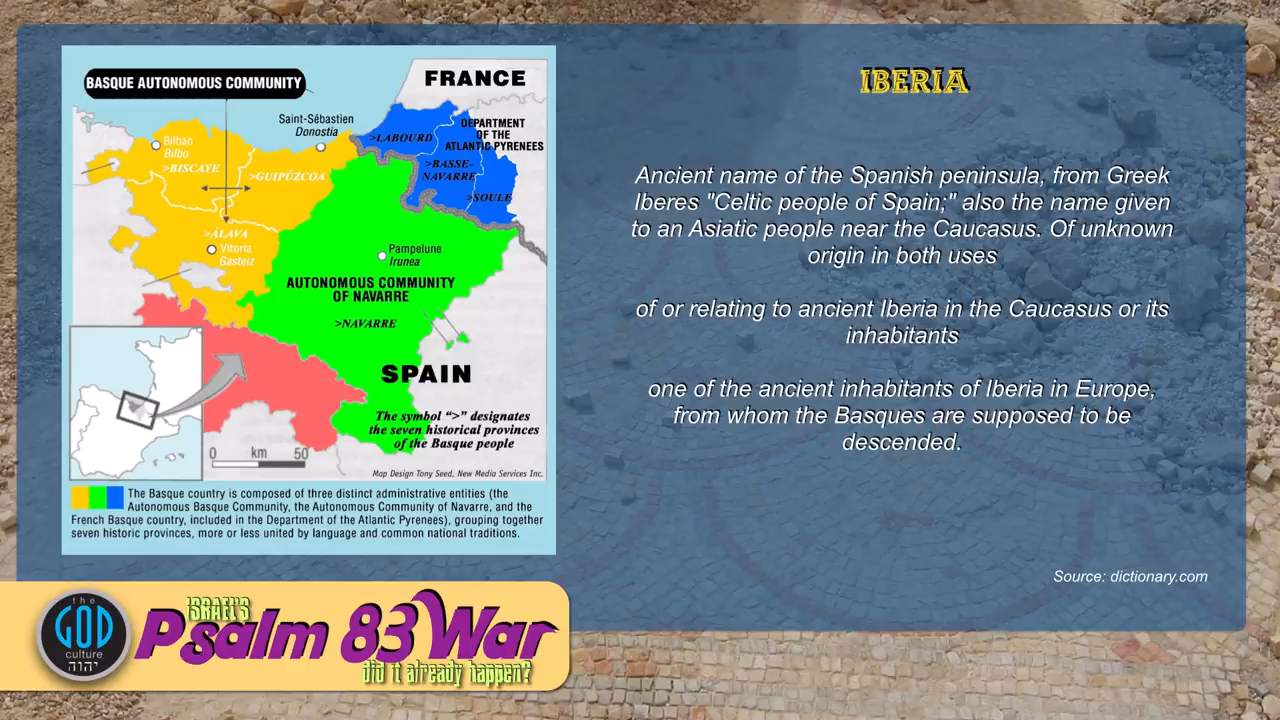 BASQUE AUTONOMOUS COMMUNITY
FRANCE
Saint-Sébastien
Donostia
>LABOURD
DEPARTMENT
OF THE
ATLANTIC PYRENEES
Bilbao
Bilbo
>BISCAYE
>GUIPÚZCOA
>BASSE-
NAVARRE
>SOULE
>ÁLAVA
Vitoria
Gasteiz
Pampelune
Irunea
AUTONOMOUS COMMUNITY
OF NAVARRE
>NAVARRE
SPAIN
The symbol “>” designates
the seven historical provinces
of the Basque people
0 km 50
Map Design Tony Seed, New Media Services Inc.
The Basque country is composed of three distinct administrative entities (the
Autonomous Basque Community, the Autonomous Community of Navarre, and the
French Basque country, included in the Department of the Atlantic Pyrenees), grouping together
seven historic provinces, more or less united by language and common national traditions.
IBERIA
Ancient name of the Spanish peninsula, from Greek
Iberes "Celtic people of Spain;" also the name given
to an Asiatic people near the Caucasus. Of unknown
origin in both uses
of or relating to ancient Iberia in the Caucasus or its
inhabitants
one of the ancient inhabitants of Iberia in Europe,
from whom the Basques are supposed to be
descended.
Source: dictionary.com
the
GOD
culture
יהוה
ISRAEL'S
Psalm 83 War
did it already happen?